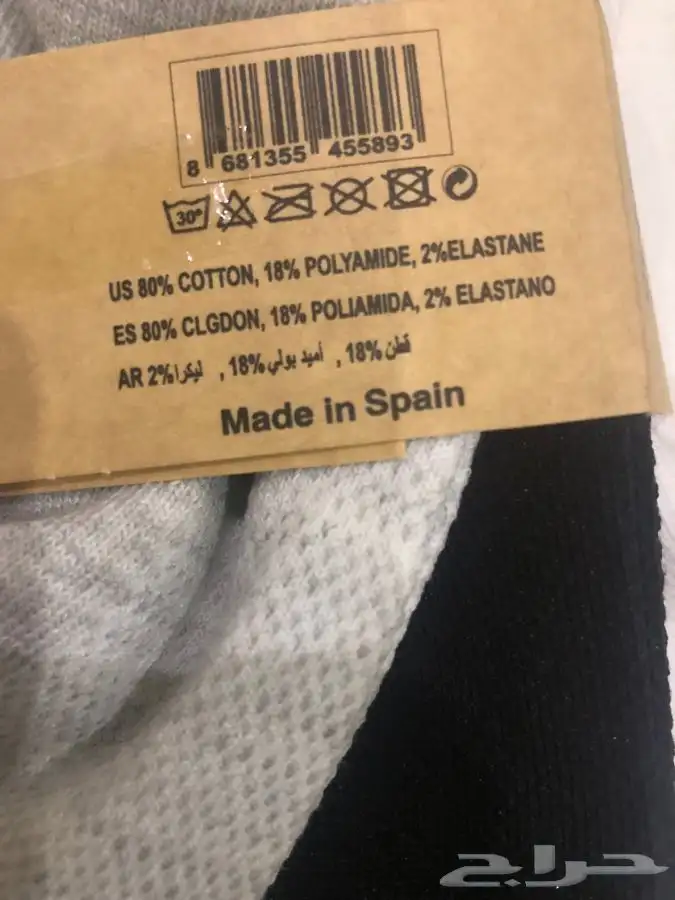 8 681355 455893
30°
US 80% COTTON, 18% POLYAMIDE, 2%ELASTANE
ES 80% CLGDON, 18% POLIAMIDA, 2% ELASTANO
AR 2%ليكرا , 18%أميد بولي , 18%قطن
Made in Spain
حراج